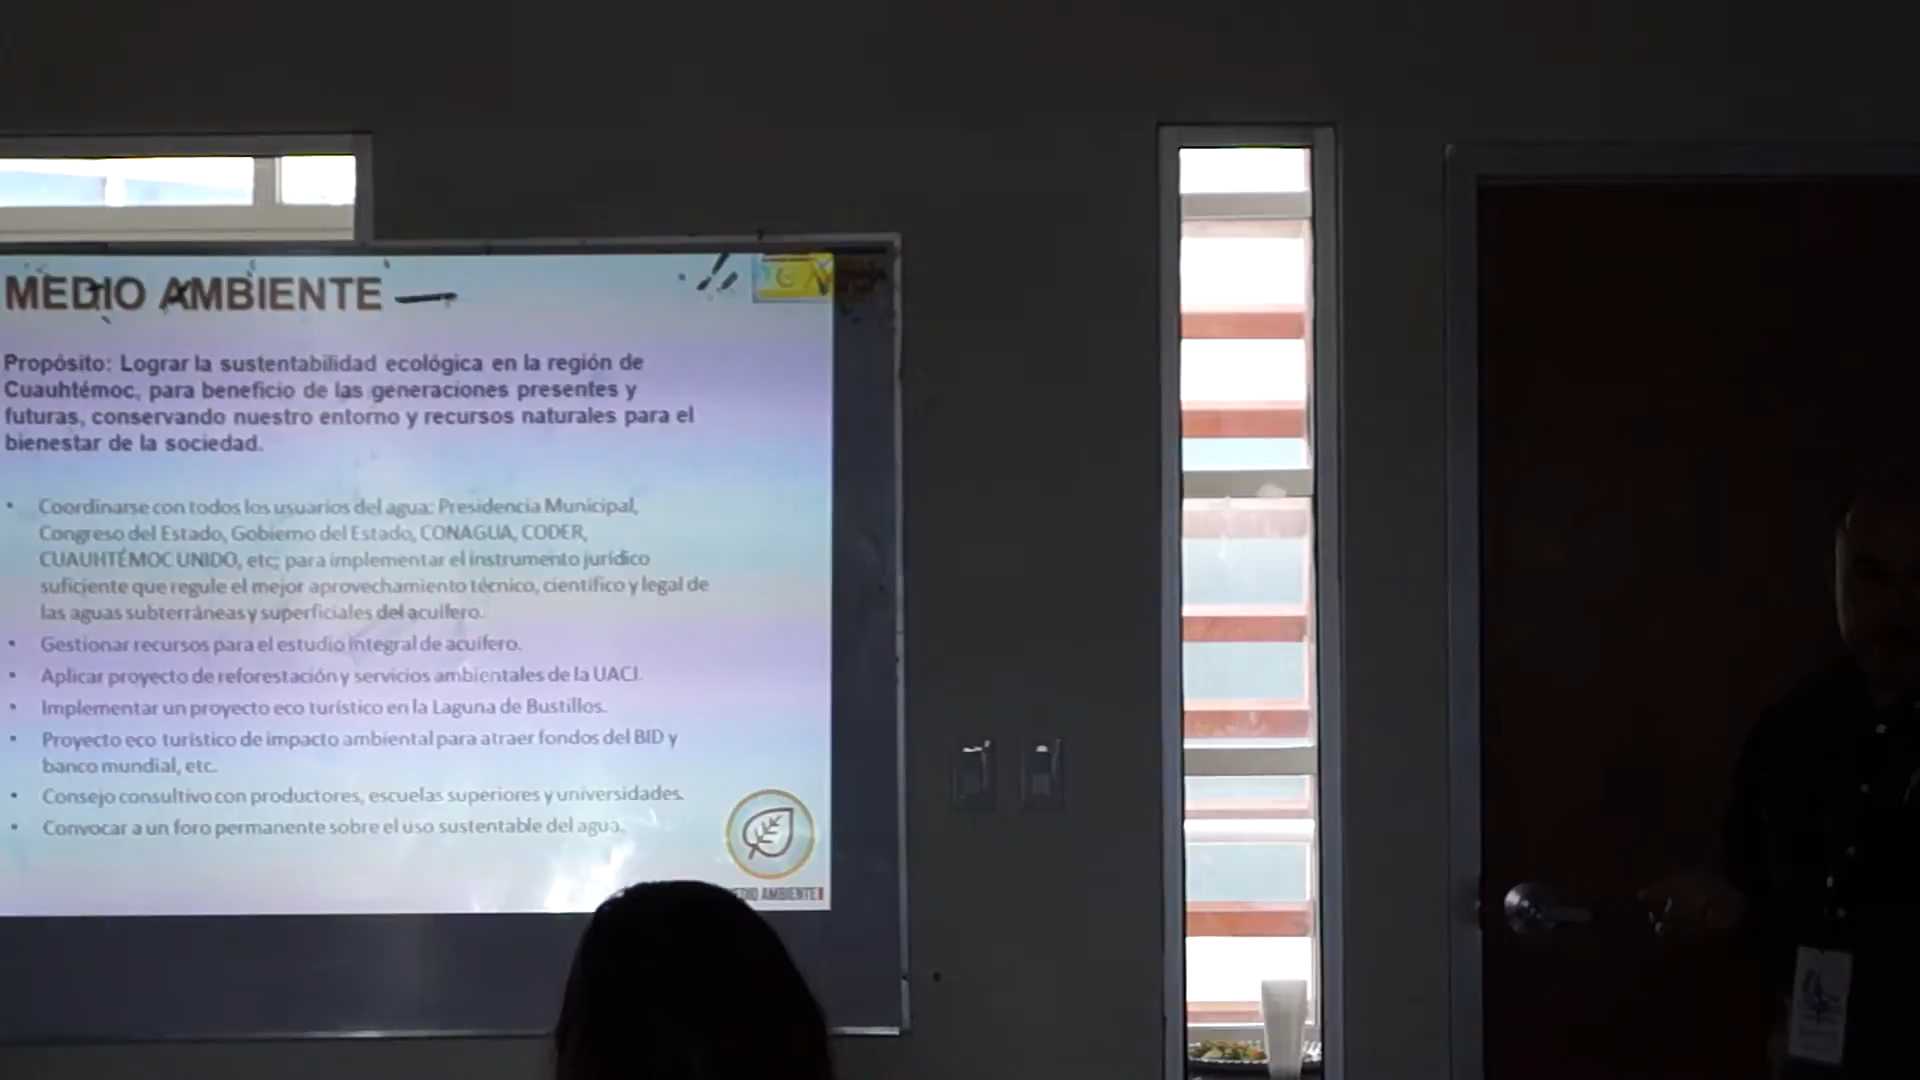 MEDIO AMBIENTE
Propósito: Lograr la sustentabilidad ecológica en la región de
Cuauhtémoc, para beneficio de las generaciones presentes y
futuras, conservando nuestro entorno y recursos naturales para el
bienestar de la sociedad.
• Coordinarse con todos los usuarios del agua: Presidencia Municipal,
Congreso del Estado, Gobierno del Estado, CONAGUA, CODER,
CUAUHTÉMOC UNIDO, etc; para implementar el instrumento jurídico
suficiente que regule el mejor aprovechamiento técnico, científico y legal de
las aguas subterráneas y superficiales del acuífero.
• Gestionar recursos para el estudio integral de acuífero.
• Aplicar proyecto de reforestación y servicios ambientales de la UACJ.
• Implementar un proyecto eco turístico en la Laguna de Bustillos.
• Proyecto eco turístico de impacto ambiental para atraer fondos del BID y
banco mundial, etc.
• Consejo consultivo con productores, escuelas superiores y universidades.
• Convocar a un foro permanente sobre el uso sustentable del agua.
AMBIENTE